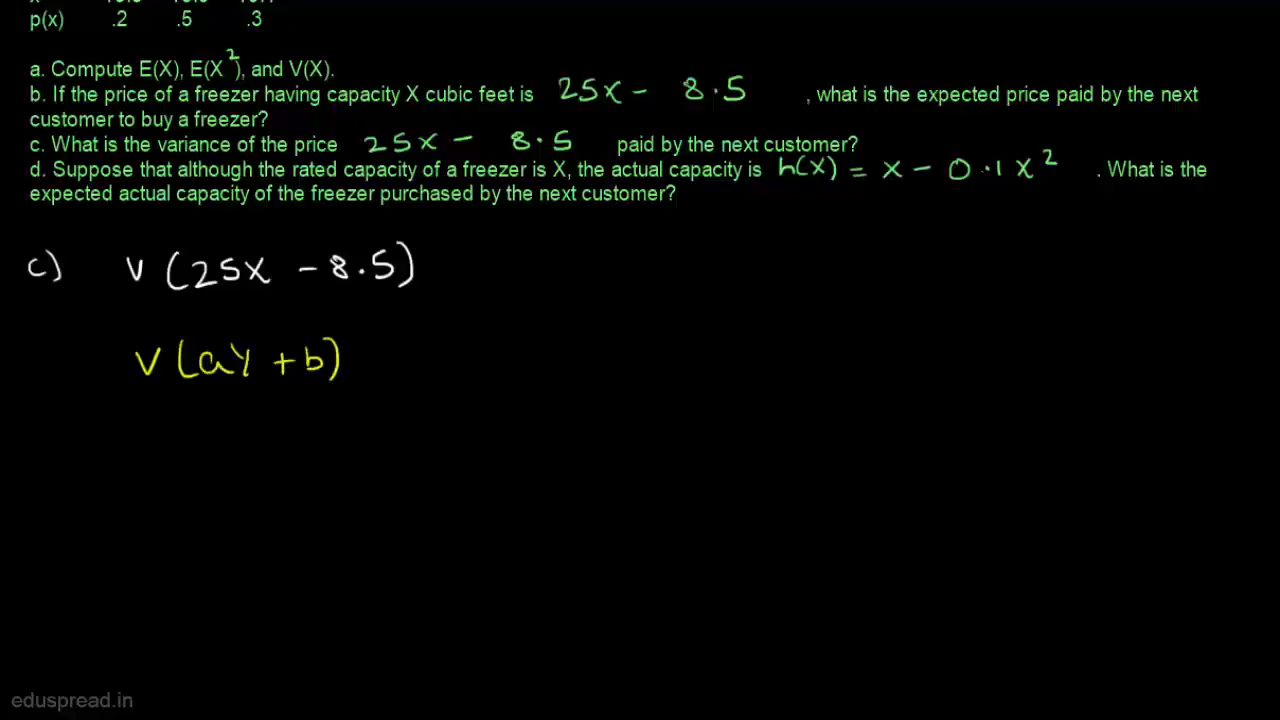 p(x) .2 .5 .3
a. Compute E(X), E(X²), and V(X).
b. If the price of a freezer having capacity X cubic feet is 25x - 8.5 , what is the expected price paid by the next
customer to buy a freezer?
c. What is the variance of the price 25x - 8.5 paid by the next customer?
d. Suppose that although the rated capacity of a freezer is X, the actual capacity is h(X) = x - 0.1x² . What is the
expected actual capacity of the freezer purchased by the next customer?
c) V(25X - 8.5)
V(aY + b)
eduspread.in